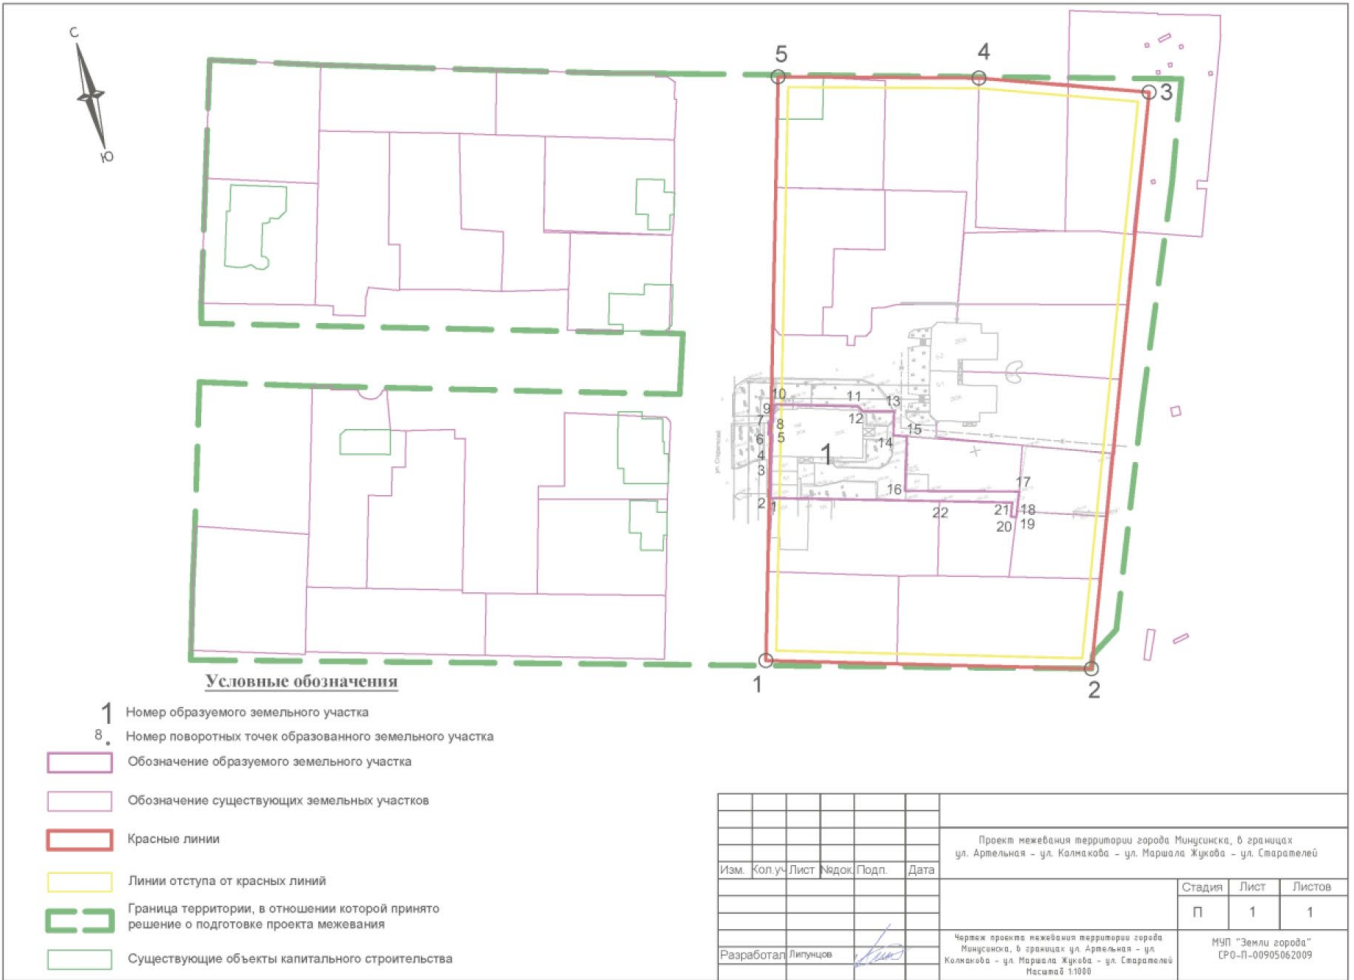 С
Ю
5
4
3
10
11
13
9
8
7
12
15
6
5
14
4
1
3
16
17
2
1
22
21
18
20
19
ул. Старателей
1
2
Условные обозначения
1 Номер образуемого земельного участка
8 . Номер поворотных точек образованного земельного участка
Обозначение образуемого земельного участка
Обозначение существующих земельных участков
Красные линии
Линии отступа от красных линий
Граница территории, в отношении которой принято
решение о подготовке проекта межевания
Существующие объекты капитального строительства
Проект межевания территории города Минусинска, в границах
ул. Артельная - ул. Колмакова - ул. Маршала Жукова - ул. Старателей
Изм. Кол.уч Лист №док. Подп. Дата
Стадия Лист Листов
П 1 1
Разработал Липунцов
Чертеж проекта межевания территории города
Минусинска, в границах ул. Артельная - ул.
Колмакова - ул. Маршала Жукова - ул. Старателей
Масштаб 1:1000
МУП "Земли города"
СРО-П-00905062009